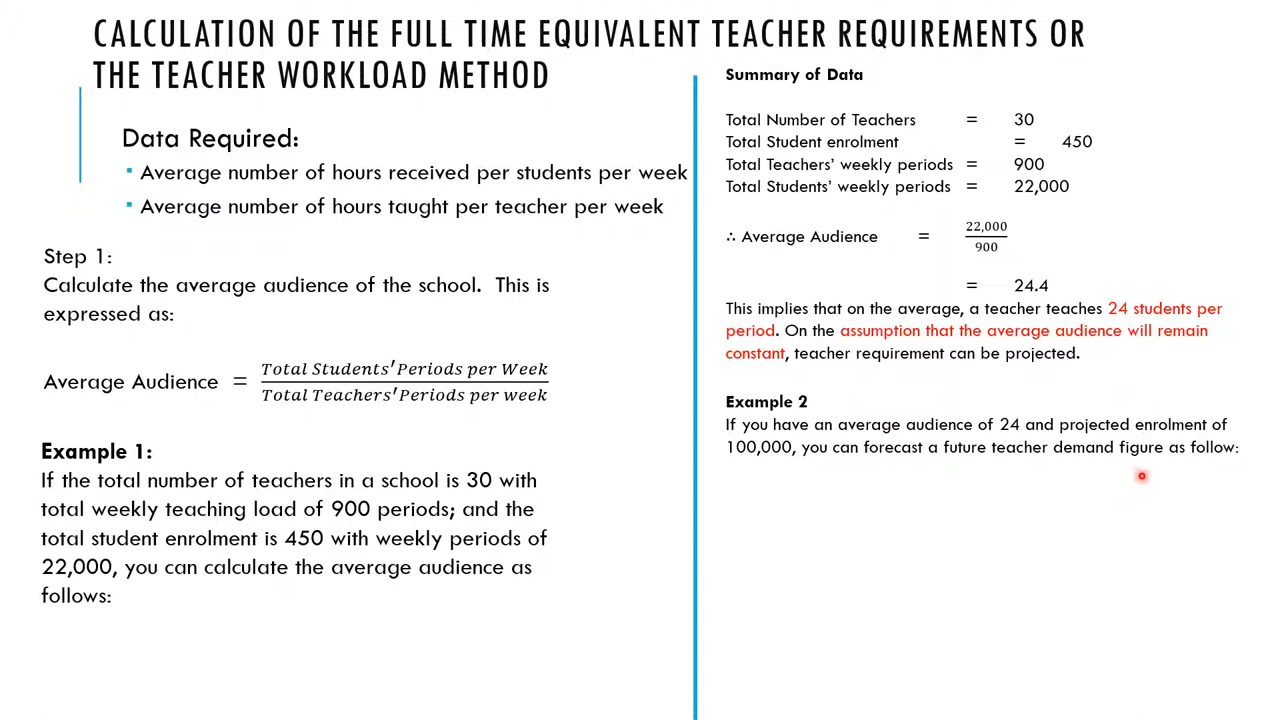 CALCULATION OF THE FULL TIME EQUIVALENT TEACHER REQUIREMENTS OR
THE TEACHER WORKLOAD METHOD
Data Required:
▪ Average number of hours received per students per week
▪ Average number of hours taught per teacher per week
Step 1:
Calculate the average audience of the school. This is
expressed as:
Average Audience = Total Students' Periods per Week / Total Teachers' Periods per week
Example 1:
If the total number of teachers in a school is 30 with
total weekly teaching load of 900 periods; and the
total student enrolment is 450 with weekly periods of
22,000, you can calculate the average audience as
follows:
Summary of Data
Total Number of Teachers = 30
Total Student enrolment = 450
Total Teachers' weekly periods = 900
Total Students' weekly periods = 22,000
∴ Average Audience = 22,000 / 900
= 24.4
This implies that on the average, a teacher teaches 24 students per
period. On the assumption that the average audience will remain
constant, teacher requirement can be projected.
Example 2
If you have an average audience of 24 and projected enrolment of
100,000, you can forecast a future teacher demand figure as follow: